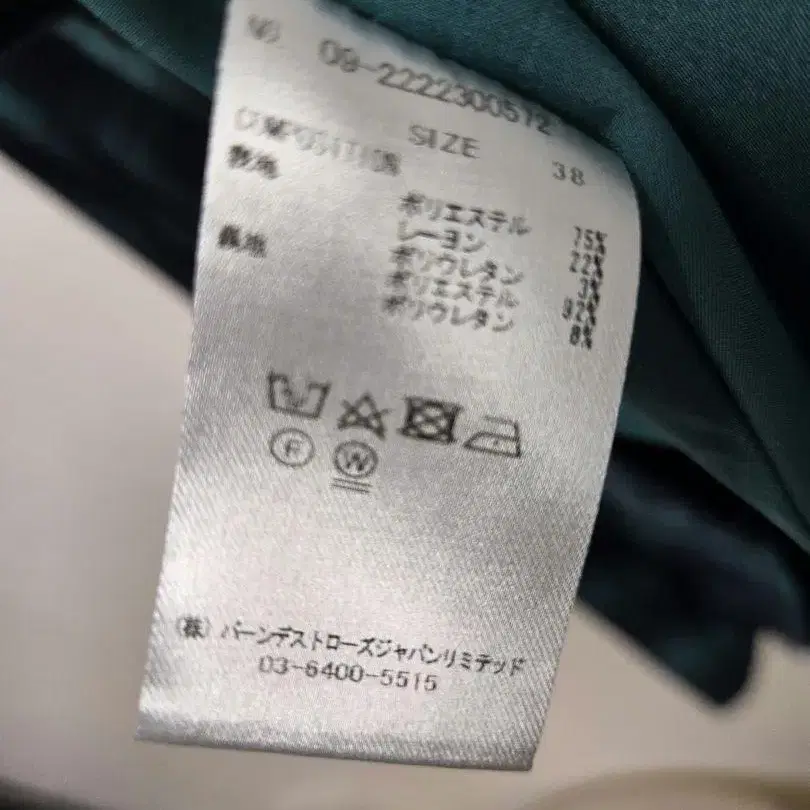 NO 09-2222300512
SIZE 38
COMPOSITION
表地 ポリエステル 75%
レーヨン 22%
ポリウレタン 3%
裏地 ポリエステル 92%
ポリウレタン 8%
F W
(株) バーンデストローズジャパンリミテッド
03-6400-5515